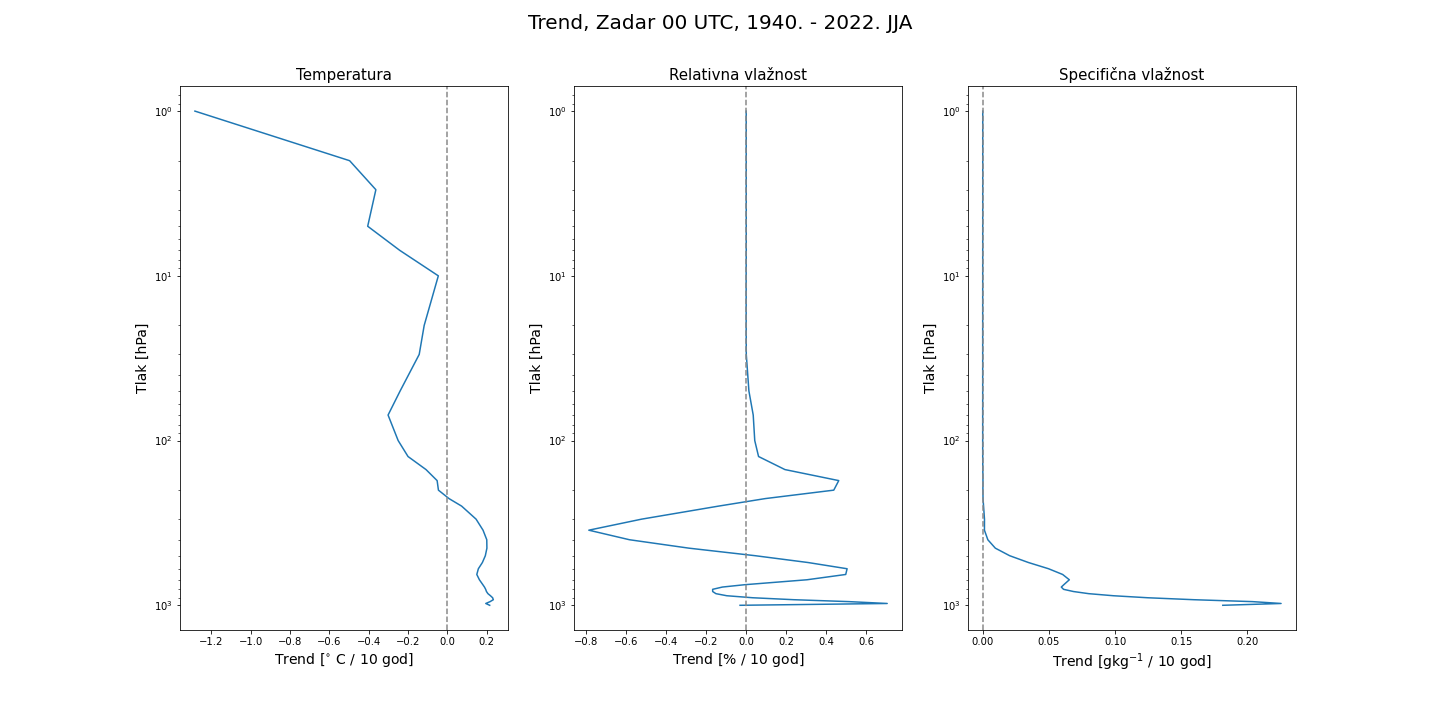 Trend, Zadar 00 UTC, 1940. - 2022. JJA
Temperatura
10⁰
10¹
10²
10³
Tlak [hPa]
−1.2 −1.0 −0.8 −0.6 −0.4 −0.2 0.0 0.2
Trend [° C / 10 god]
Relativna vlažnost
10⁰
10¹
10²
10³
Tlak [hPa]
−0.8 −0.6 −0.4 −0.2 0.0 0.2 0.4 0.6
Trend [% / 10 god]
Specifična vlažnost
10⁰
10¹
10²
10³
Tlak [hPa]
0.00 0.05 0.10 0.15 0.20
Trend [gkg⁻¹ / 10 god]